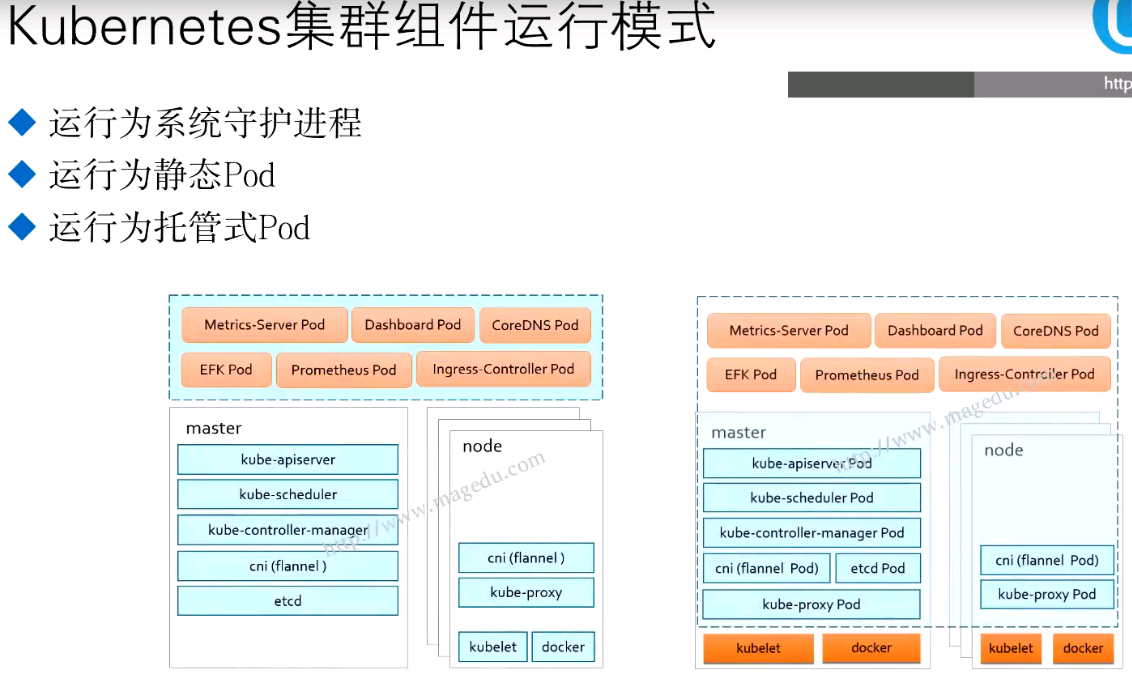 Kubernetes集群组件运行模式
http
运行为系统守护进程
运行为静态Pod
运行为托管式Pod
Metrics-Server Pod
Dashboard Pod
CoreDNS Pod
EFK Pod
Prometheus Pod
Ingress-Controller Pod
master
kube-apiserver
kube-scheduler
kube-controller-manager
cni (flannel )
etcd
node
cni (flannel )
kube-proxy
kubelet
docker
http://www.magedu.com
Metrics-Server Pod
Dashboard Pod
CoreDNS Pod
EFK Pod
Prometheus Pod
Ingress-Controller Pod
master
kube-apiserver Pod
kube-scheduler Pod
kube-controller-manager Pod
cni (flannel Pod)
etcd Pod
kube-proxy Pod
kubelet
docker
node
cni (flannel Pod)
kube-proxy Pod
kubelet
docker
http://www.magedu.com